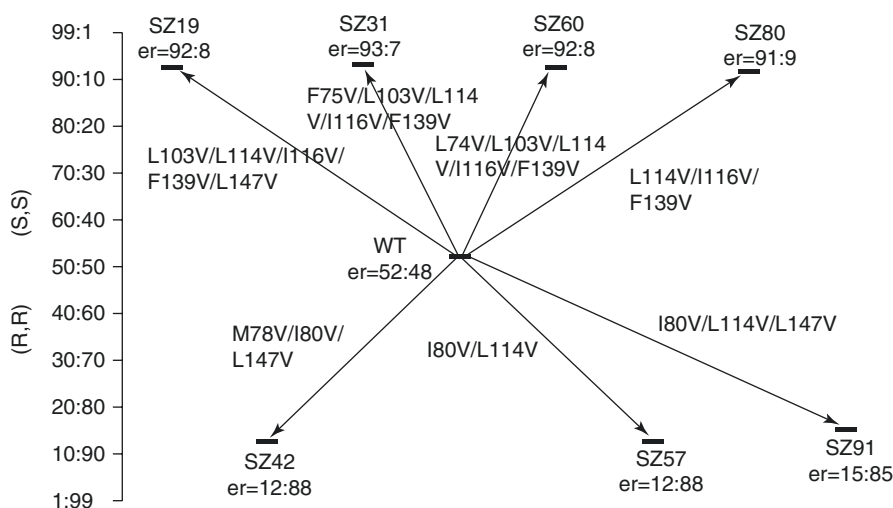 99:1
90:10
80:20
70:30
60:40
50:50
40:60
30:70
20:80
10:90
1:99
(S,S)
(R,R)
SZ19
er=92:8
SZ31
er=93:7
SZ60
er=92:8
SZ80
er=91:9
L103V/L114V/I116V/
F139V/L147V
F75V/L103V/L114
V/I116V/F139V
L74V/L103V/L114
V/I116V/F139V
L114V/I116V/
F139V
WT
er=52:48
M78V/I80V/
L147V
I80V/L114V
I80V/L114V/L147V
SZ42
er=12:88
SZ57
er=12:88
SZ91
er=15:85